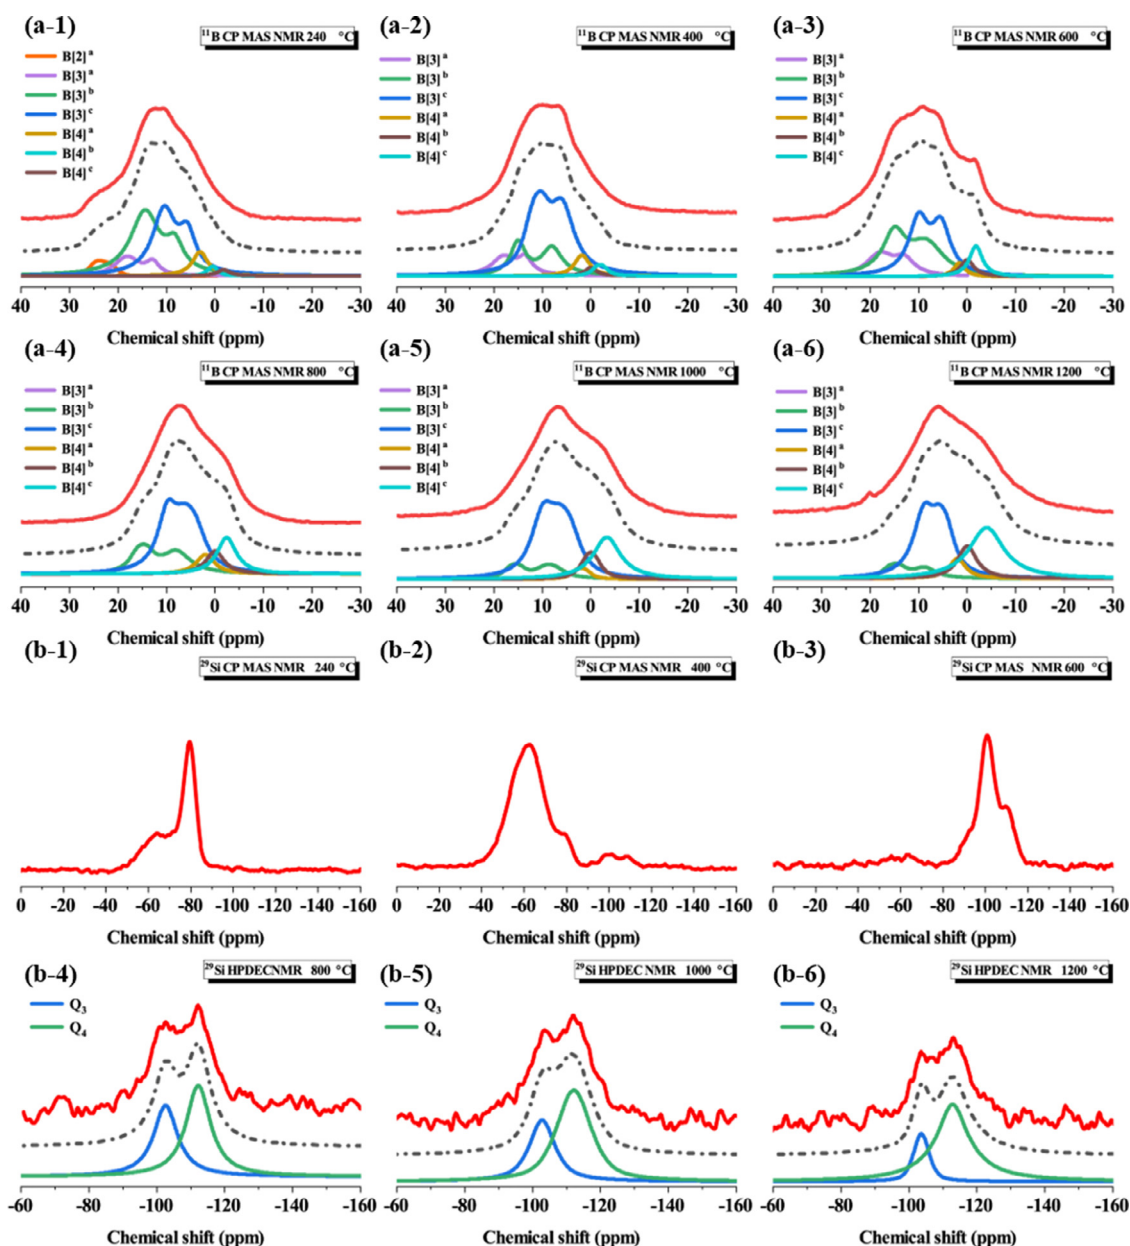 (a-1)
¹¹B CP MAS NMR 240 °C
B[2]ᵃ
B[3]ᵃ
B[3]ᵇ
B[3]ᶜ
B[4]ᵃ
B[4]ᵇ
B[4]ᶜ
40 30 20 10 0 -10 -20 -30
Chemical shift (ppm)
(a-2)
¹¹B CP MAS NMR 400 °C
B[3]ᵃ
B[3]ᵇ
B[3]ᶜ
B[4]ᵃ
B[4]ᵇ
B[4]ᶜ
40 30 20 10 0 -10 -20 -30
Chemical shift (ppm)
(a-3)
¹¹B CP MAS NMR 600 °C
B[3]ᵃ
B[3]ᵇ
B[3]ᶜ
B[4]ᵃ
B[4]ᵇ
B[4]ᶜ
40 30 20 10 0 -10 -20 -30
Chemical shift (ppm)
(a-4)
¹¹B CP MAS NMR 800 °C
B[3]ᵃ
B[3]ᵇ
B[3]ᶜ
B[4]ᵃ
B[4]ᵇ
B[4]ᶜ
40 30 20 10 0 -10 -20 -30
Chemical shift (ppm)
(a-5)
¹¹B CP MAS NMR 1000 °C
B[3]ᵃ
B[3]ᵇ
B[3]ᶜ
B[4]ᵃ
B[4]ᵇ
B[4]ᶜ
40 30 20 10 0 -10 -20 -30
Chemical shift (ppm)
(a-6)
¹¹B CP MAS NMR 1200 °C
B[3]ᵃ
B[3]ᵇ
B[3]ᶜ
B[4]ᵃ
B[4]ᵇ
B[4]ᶜ
40 30 20 10 0 -10 -20 -30
Chemical shift (ppm)
(b-1)
²⁹Si CP MAS NMR 240 °C
0 -20 -40 -60 -80 -100 -120 -140 -160
Chemical shift (ppm)
(b-2)
²⁹Si CP MAS NMR 400 °C
0 -20 -40 -60 -80 -100 -120 -140 -160
Chemical shift (ppm)
(b-3)
²⁹Si CP MAS NMR 600 °C
0 -20 -40 -60 -80 -100 -120 -140 -160
Chemical shift (ppm)
(b-4)
²⁹Si HPDECNMR 800 °C
Q₃
Q₄
-60 -80 -100 -120 -140 -160
Chemical shift (ppm)
(b-5)
²⁹Si HPDEC NMR 1000 °C
Q₃
Q₄
-60 -80 -100 -120 -140 -160
Chemical shift (ppm)
(b-6)
²⁹Si HPDEC NMR 1200 °C
Q₃
Q₄
-60 -80 -100 -120 -140 -160
Chemical shift (ppm)